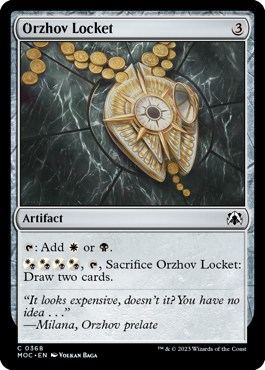 Orzhov Locket 3
Artifact
: Add or .
, , Sacrifice Orzhov Locket:
Draw two cards.
"It looks expensive, doesn't it? You have no
idea . . ."
—Milana, Orzhov prelate
C 0368
MOC • EN VOLKAN BAGA
™ & © 2023 Wizards of the Coast